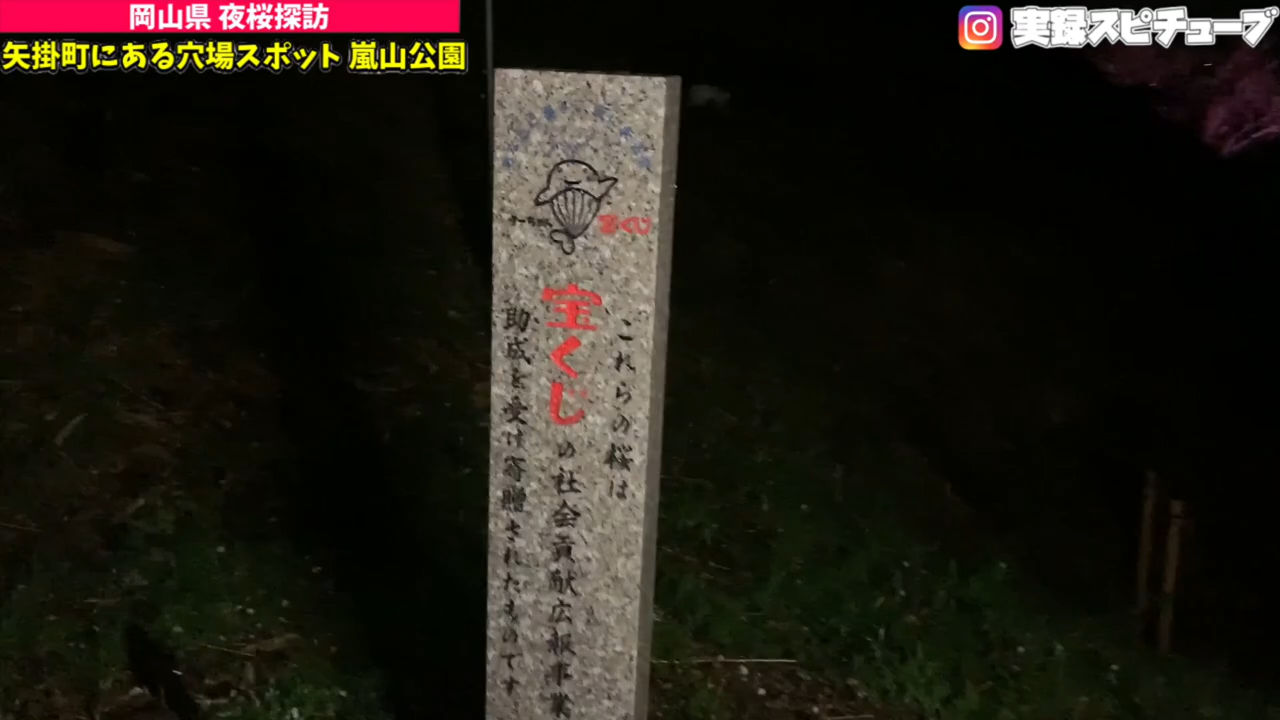 岡山県 夜桜探訪
矢掛町にある穴場スポット 嵐山公園
実録スピチューブ
くじ
これらの桜は
宝くじの社会貢献広報事業
助成を受け寄贈されたものです